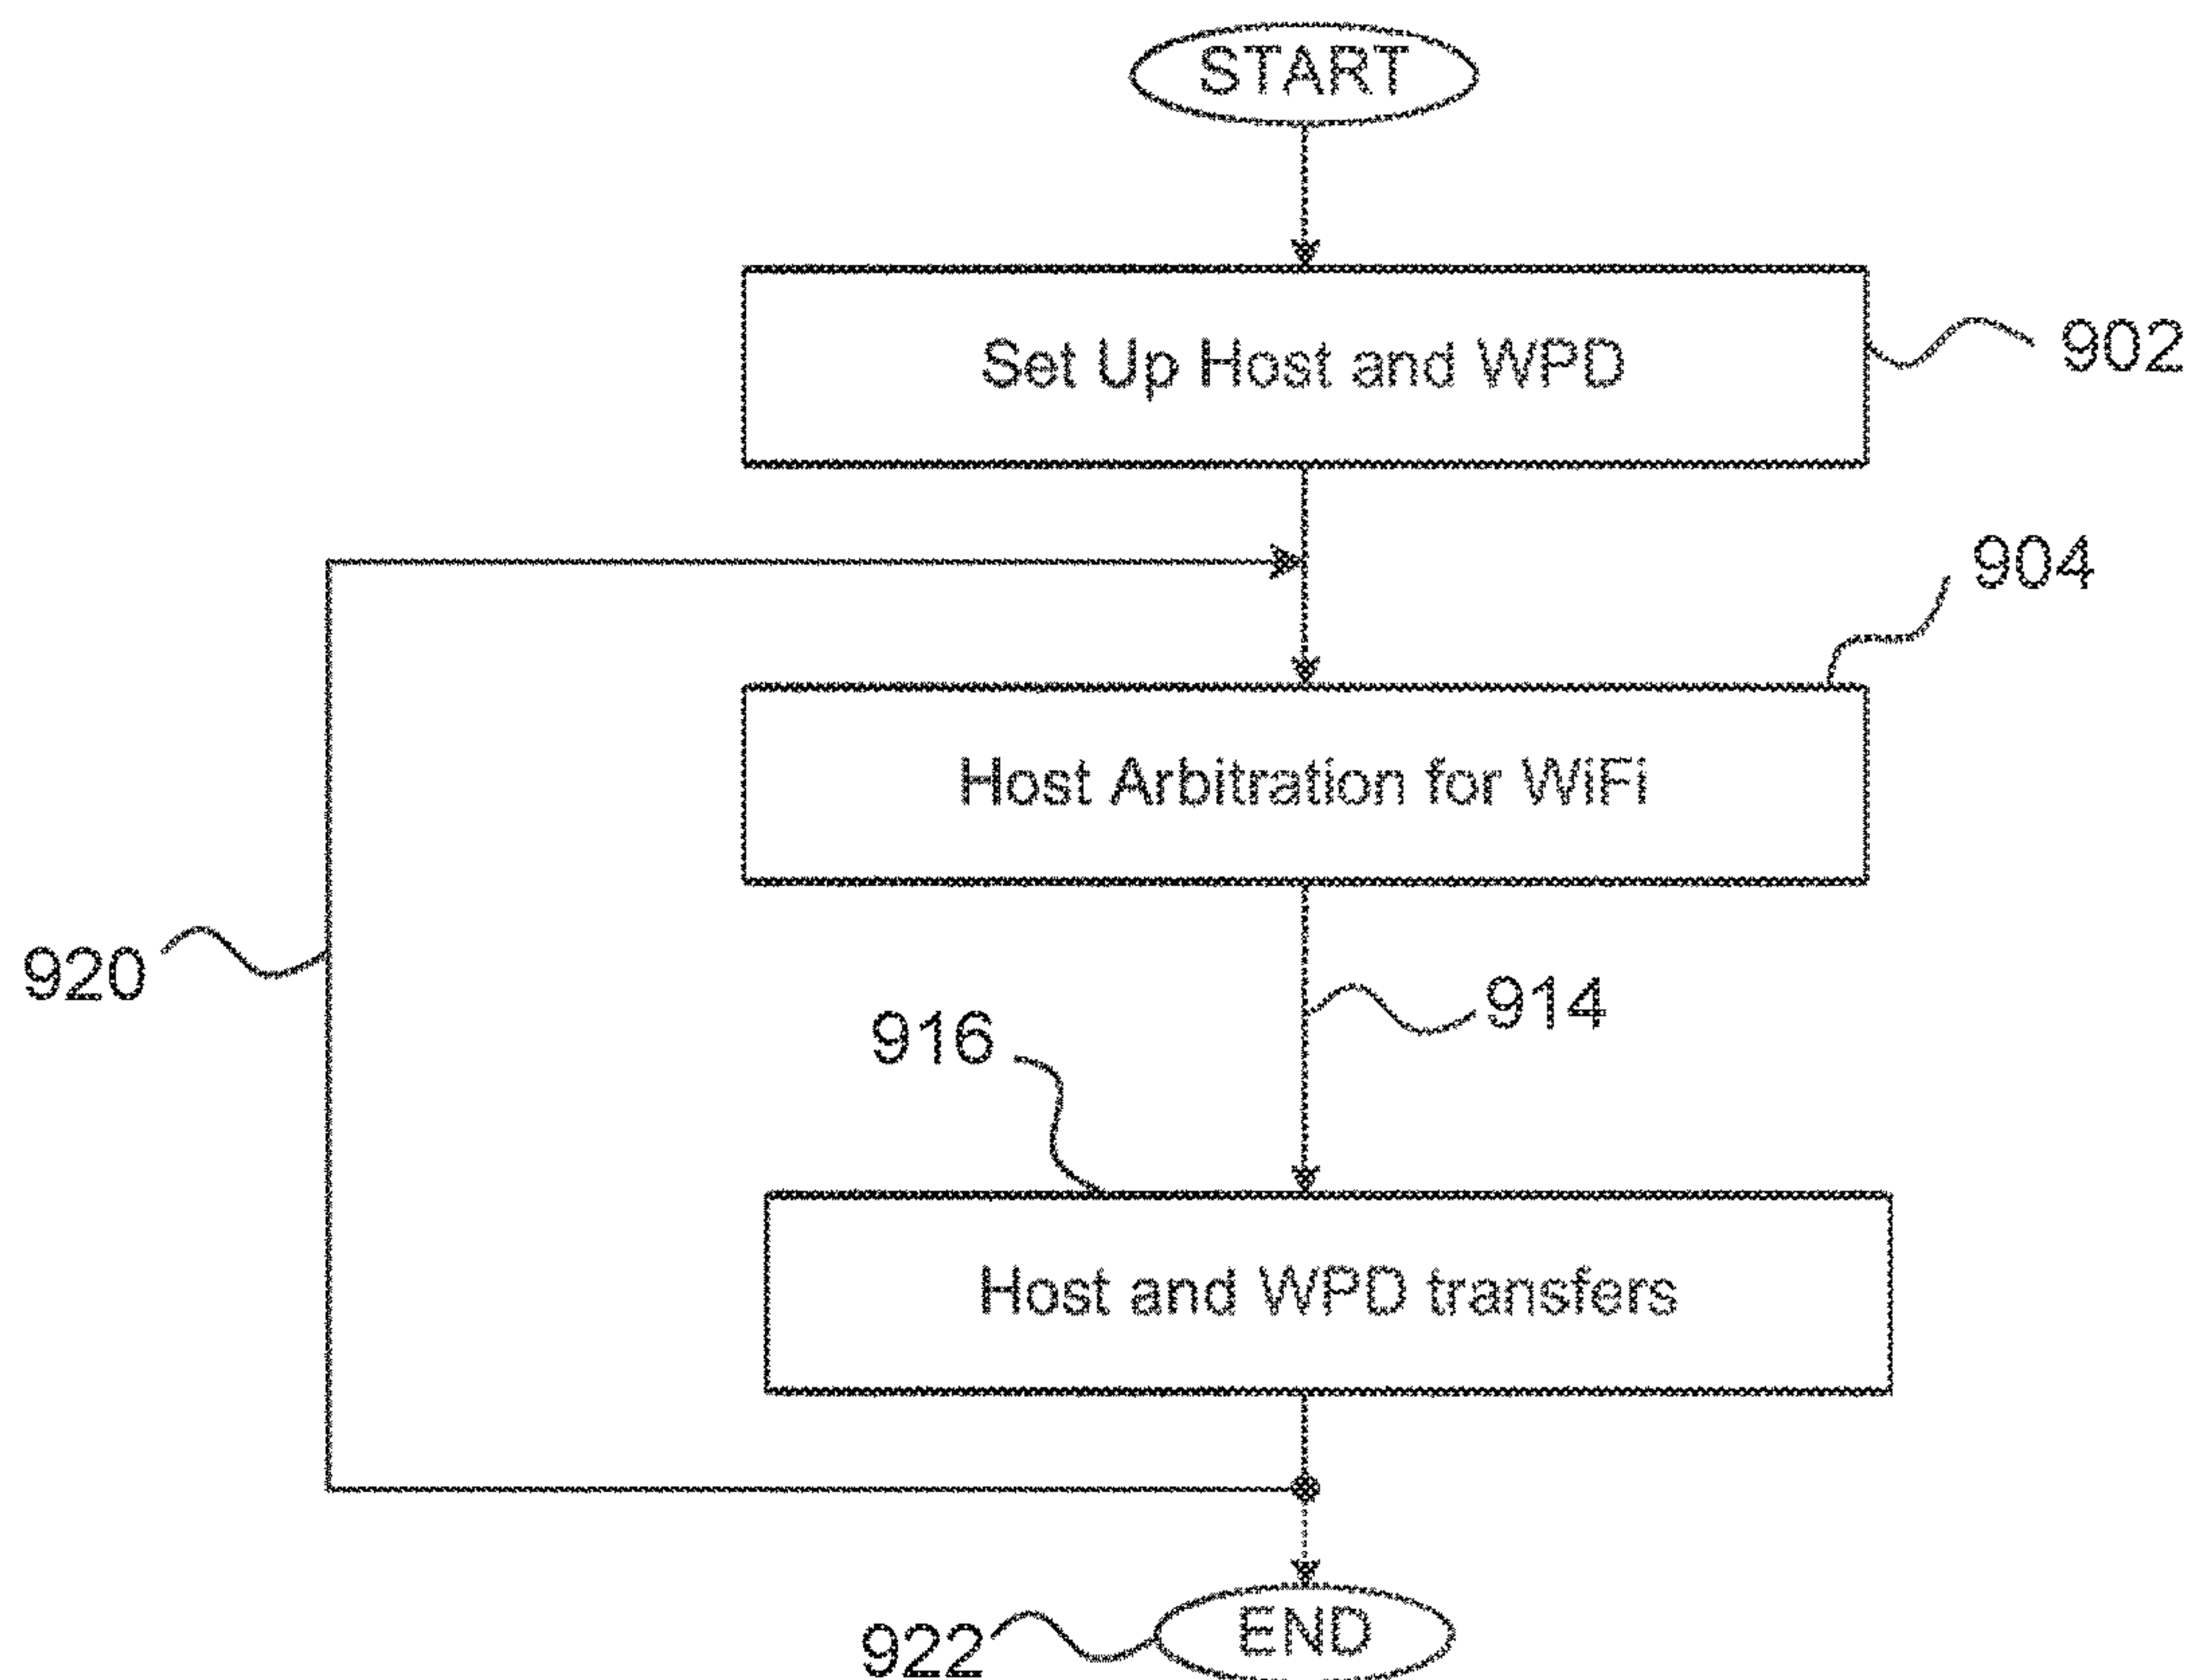 START
Set Up Host and WPD
902
904
Host Arbitration for WiFi
920
914
916
Host and WPD transfers
922
END